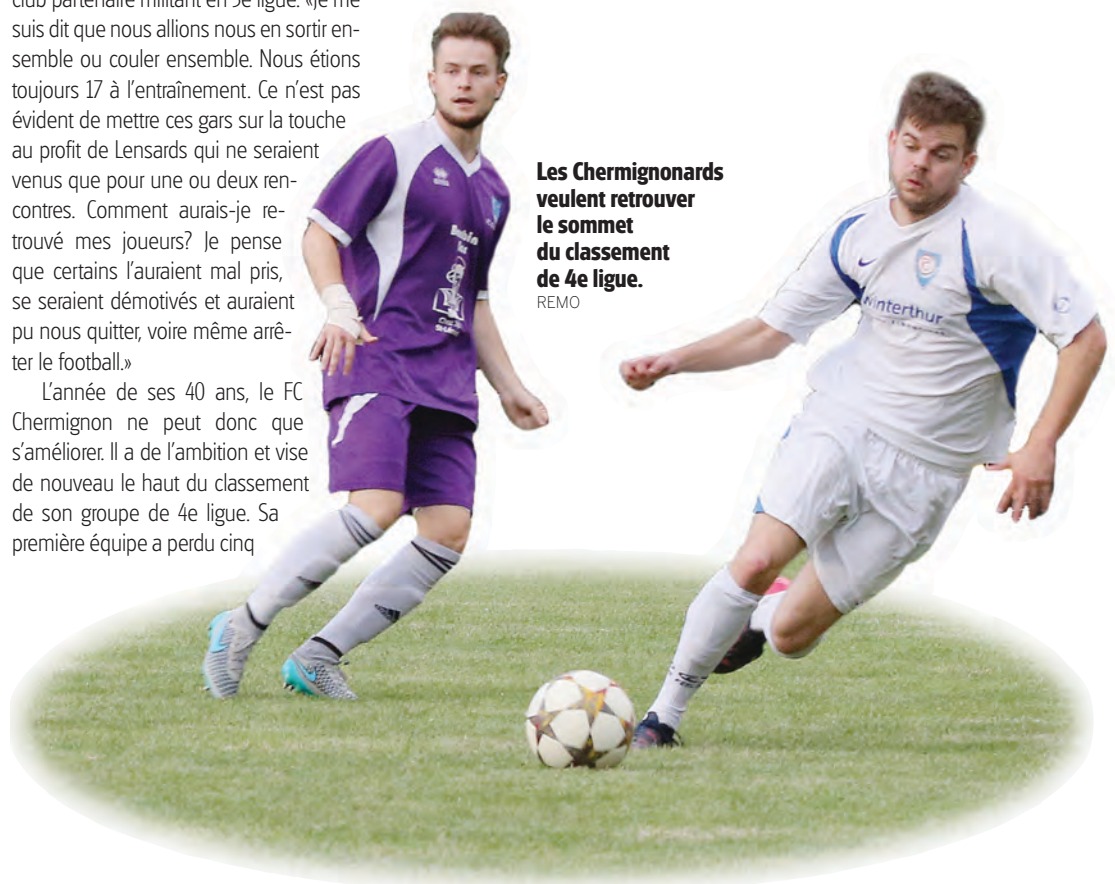 club partenaire militant en 5e ligue. «Je me
suis dit que nous allions nous en sortir en-
semble ou couler ensemble. Nous étions
toujours 17 à l’entraînement. Ce n’est pas
évident de mettre ces gars sur la touche
au profit de Lensards qui ne seraient
venus que pour une ou deux ren-
contres. Comment aurais-je re-
trouvé mes joueurs? Je pense
que certains l’auraient mal pris,
se seraient démotivés et auraient
pu nous quitter, voire même arrê-
ter le football.»
L’année de ses 40 ans, le FC
Chermignon ne peut donc que
s’améliorer. Il a de l’ambition et vise
de nouveau le haut du classement
de son groupe de 4e ligue. Sa
première équipe a perdu cinq
Les Chermignonards
veulent retrouver
le sommet
du classement
de 4e ligue.
REMO
winterthur